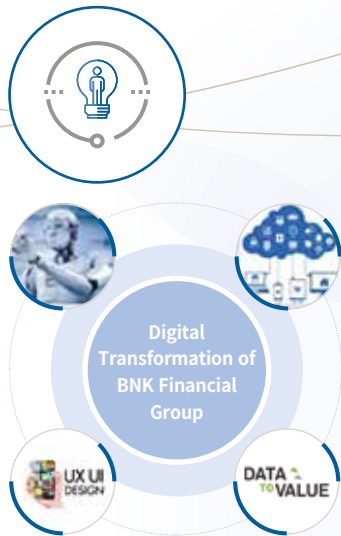 Digital
Transformation of
BNK Financial
Group
UX UI
DESIGN
DATA
TO VALUE